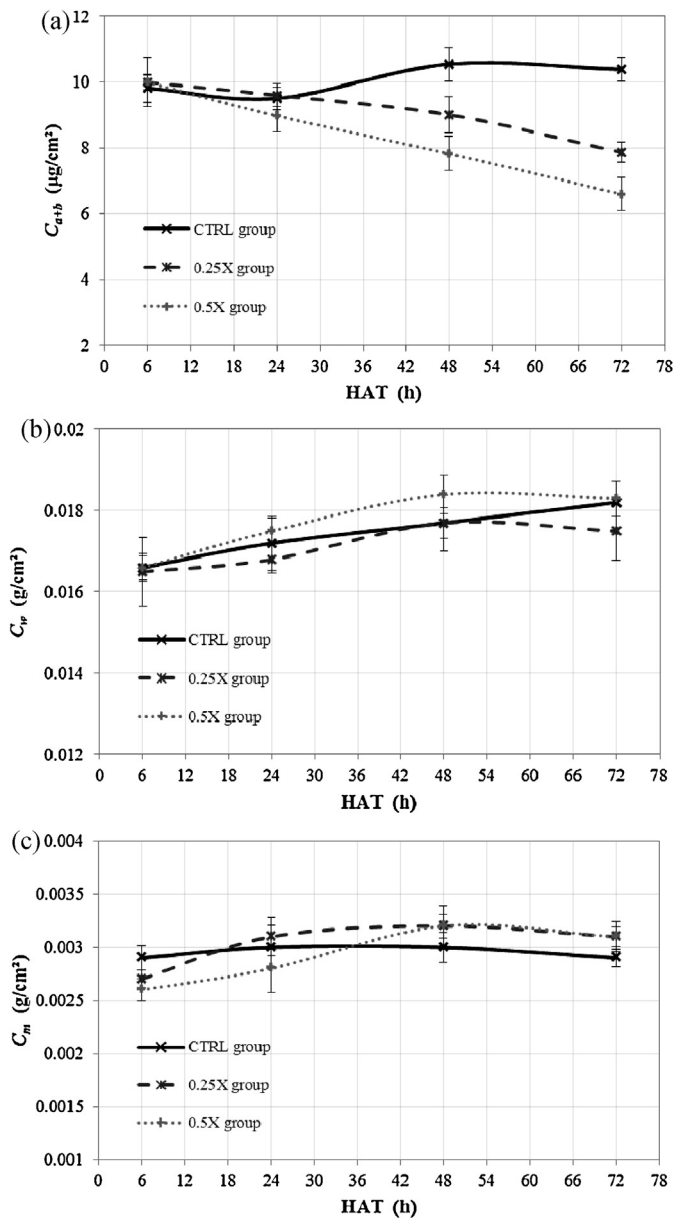 (a)
12
10
8
6
4
2
C a+b (µg/cm²)
CTRL group
0.25X group
0.5X group
0 6 12 18 24 30 36 42 48 54 60 66 72 78
HAT (h)
(b)
0.02
0.018
0.016
0.014
0.012
C w (g/cm²)
CTRL group
0.25X group
0.5X group
0 6 12 18 24 30 36 42 48 54 60 66 72 78
HAT (h)
(c)
0.004
0.0035
0.003
0.0025
0.002
0.0015
0.001
C m (g/cm²)
CTRL group
0.25X group
0.5X group
0 6 12 18 24 30 36 42 48 54 60 66 72 78
HAT (h)